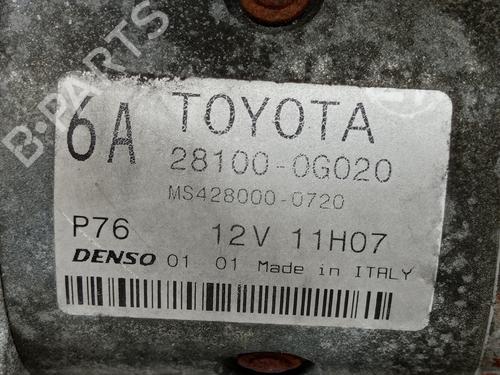 B-PARTS
6A TOYOTA
28100-0G020
MS428000-0720
P76 12V 11H07
DENSO 01 01 Made in ITALY